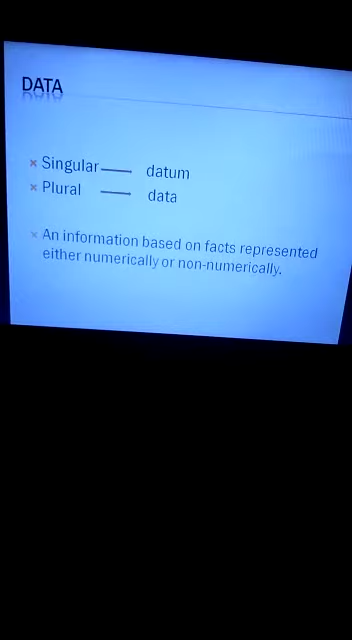 DATA
Singular —— datum
Plural —— data
An information based on facts represented
either numerically or non-numerically.